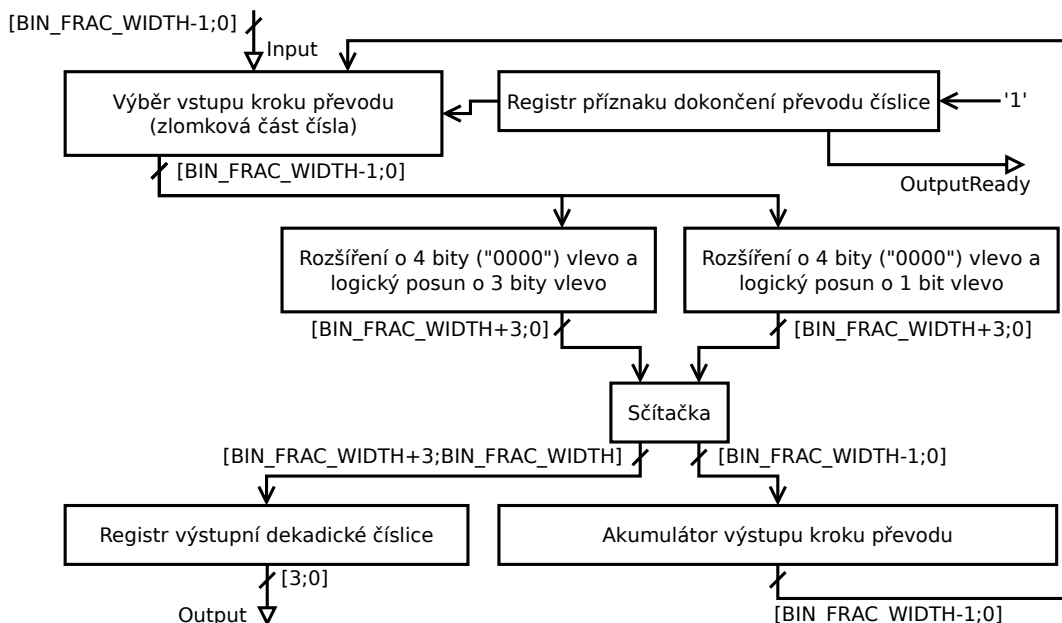 [BIN_FRAC_WIDTH-1;0]
Input
Výběr vstupu kroku převodu
(zlomková část čísla)
Registr příznaku dokončení převodu číslice
'1'
[BIN_FRAC_WIDTH-1;0]
OutputReady
Rozšíření o 4 bity ("0000") vlevo a
logický posun o 3 bity vlevo
Rozšíření o 4 bity ("0000") vlevo a
logický posun o 1 bit vlevo
[BIN_FRAC_WIDTH+3;0]
[BIN_FRAC_WIDTH+3;0]
Sčítačka
[BIN_FRAC_WIDTH+3;BIN_FRAC_WIDTH]
[BIN_FRAC_WIDTH-1;0]
Registr výstupní dekadické číslice
Akumulátor výstupu kroku převodu
[3;0]
Output
[BIN_FRAC_WIDTH-1;0]